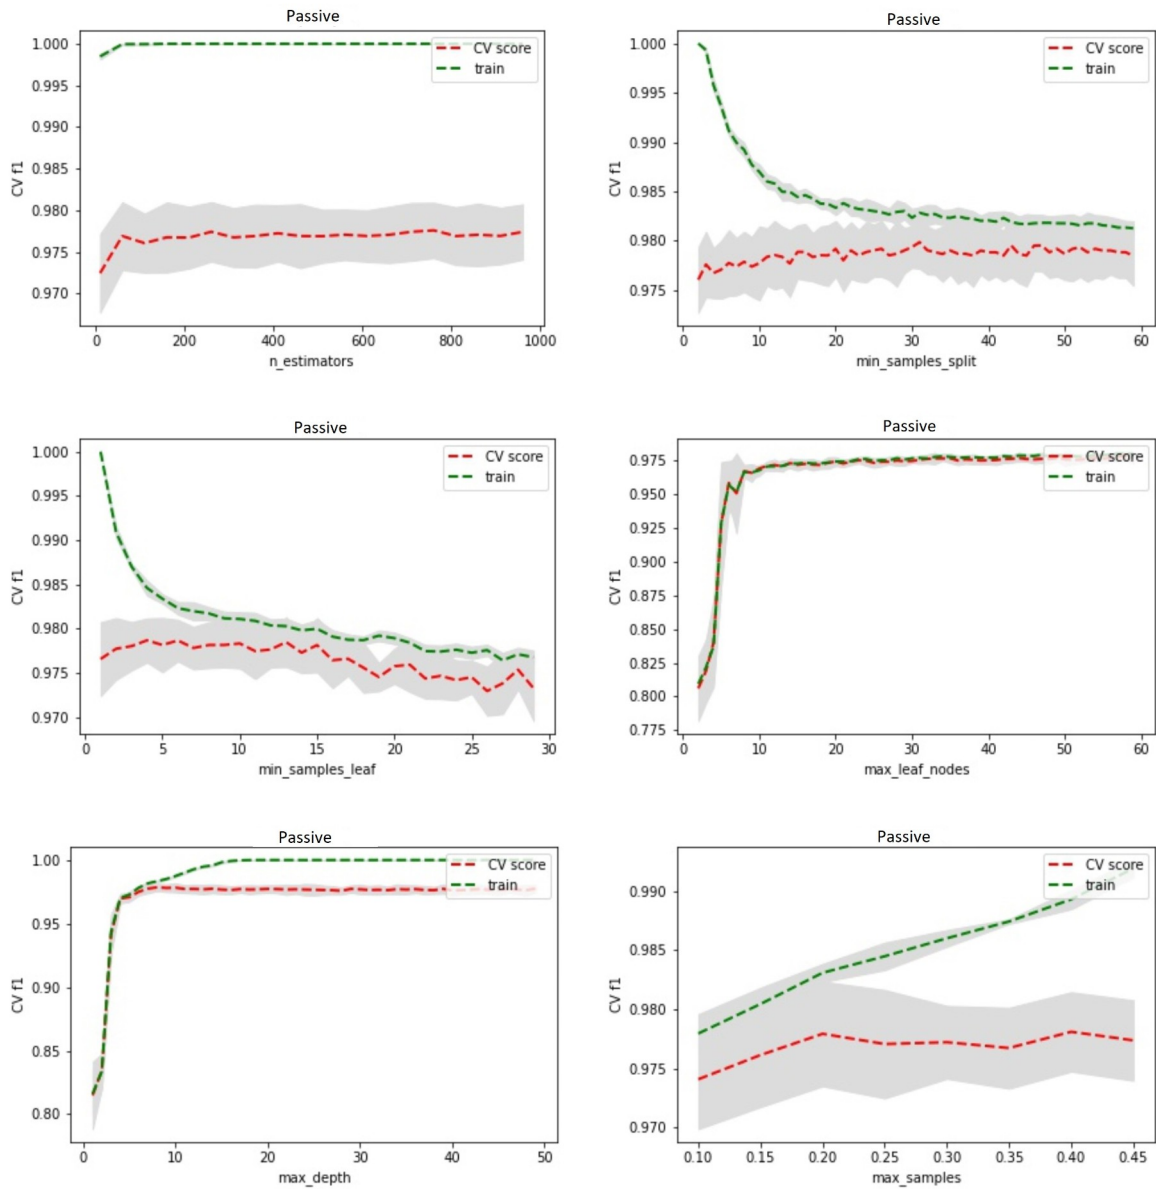 Passive
CV f1
1.000
0.995
0.990
0.985
0.980
0.975
0.970
CV score
train
0 200 400 600 800 1000
n_estimators
Passive
CV f1
1.000
0.995
0.990
0.985
0.980
0.975
CV score
train
0 10 20 30 40 50 60
min_samples_split
Passive
CV f1
1.000
0.995
0.990
0.985
0.980
0.975
0.970
CV score
train
0 5 10 15 20 25 30
min_samples_leaf
Passive
CV f1
0.975
0.950
0.925
0.900
0.875
0.850
0.825
0.800
0.775
CV score
train
0 10 20 30 40 50 60
max_leaf_nodes
Passive
CV f1
1.00
0.95
0.90
0.85
0.80
CV score
train
0 10 20 30 40 50
max_depth
Passive
CV f1
0.990
0.985
0.980
0.975
0.970
CV score
train
0.10 0.15 0.20 0.25 0.30 0.35 0.40 0.45
max_samples